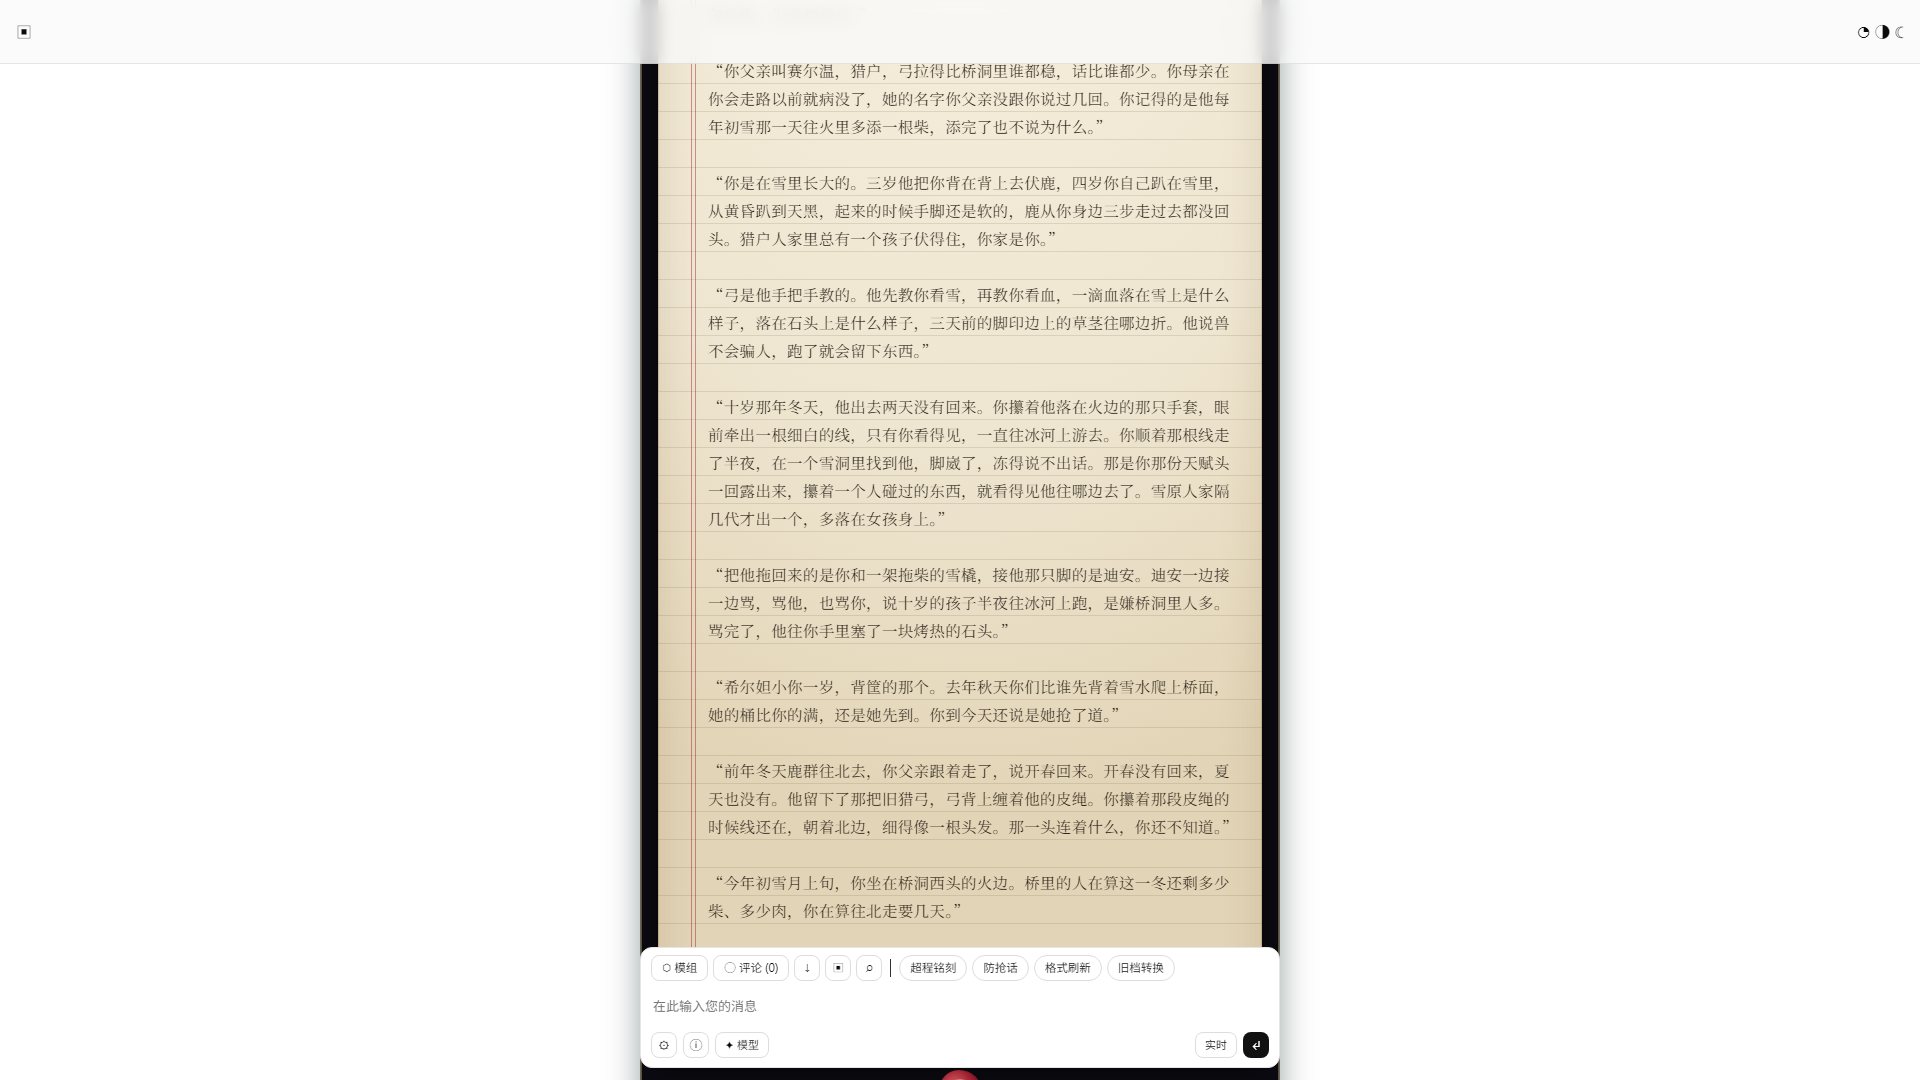 “你父亲叫赛尔温，猎户，弓拉得比桥洞里谁都稳，话比谁都少。你母亲在
你会走路以前就病没了，她的名字你父亲没跟你说过几回。你记得的是他每
年初雪那一天往火里多添一根柴，添完了也不说为什么。”
“你是在雪里长大的。三岁他把你背在背上去伏鹿，四岁你自己趴在雪里，
从黄昏趴到天黑，起来的时候手脚还是软的，鹿从你身边三步走过去都没回
头。猎户人家里总有一个孩子伏得住，你家是你。”
“弓是他手把手教的。他先教你看雪，再教你看血，一滴血落在雪上是什么
样子，落在石头上是什么样子，三天前的脚印边上的草茎往哪边折。他说兽
不会骗人，跑了就会留下东西。”
“十岁那年冬天，他出去两天没有回来。你攥着他落在火边的那只手套，眼
前牵出一根细白的线，只有你看得见，一直往冰河上游去。你顺着那根线走
了半夜，在一个雪洞里找到他，脚崴了，冻得说不出话。那是你那份天赋头
一回露出来，攥着一个人碰过的东西，就看得见他往哪边去了。雪原人家隔
几代才出一个，多落在女孩身上。”
“把他拖回来的是你和一架拖柴的雪橇，接他那只脚的是迪安。迪安一边接
一边骂，骂他，也骂你，说十岁的孩子半夜往冰河上跑，是嫌桥洞里人多。
骂完了，他往你手里塞了一块烤热的石头。”
“希尔妲小你一岁，背筐的那个。去年秋天你们比谁先背着雪水爬上桥面，
她的桶比你的满，还是她先到。你到今天还说是她抢了道。”
“前年冬天鹿群往北去，你父亲跟着走了，说开春回来。开春没有回来，夏
天也没有。他留下了那把旧猎弓，弓背上缠着他的皮绳。你攥着那段皮绳的
时候线还在，朝着北边，细得像一根头发。那一头连着什么，你还不知道。”
“今年初雪月上旬，你坐在桥洞西头的火边。桥里的人在算这一冬还剩多少
柴、多少肉，你在算往北走要几天。”
模组 评论 (0) 超程铭刻 防抢话 格式刷新 旧档转换
在此输入您的消息
模型 实时